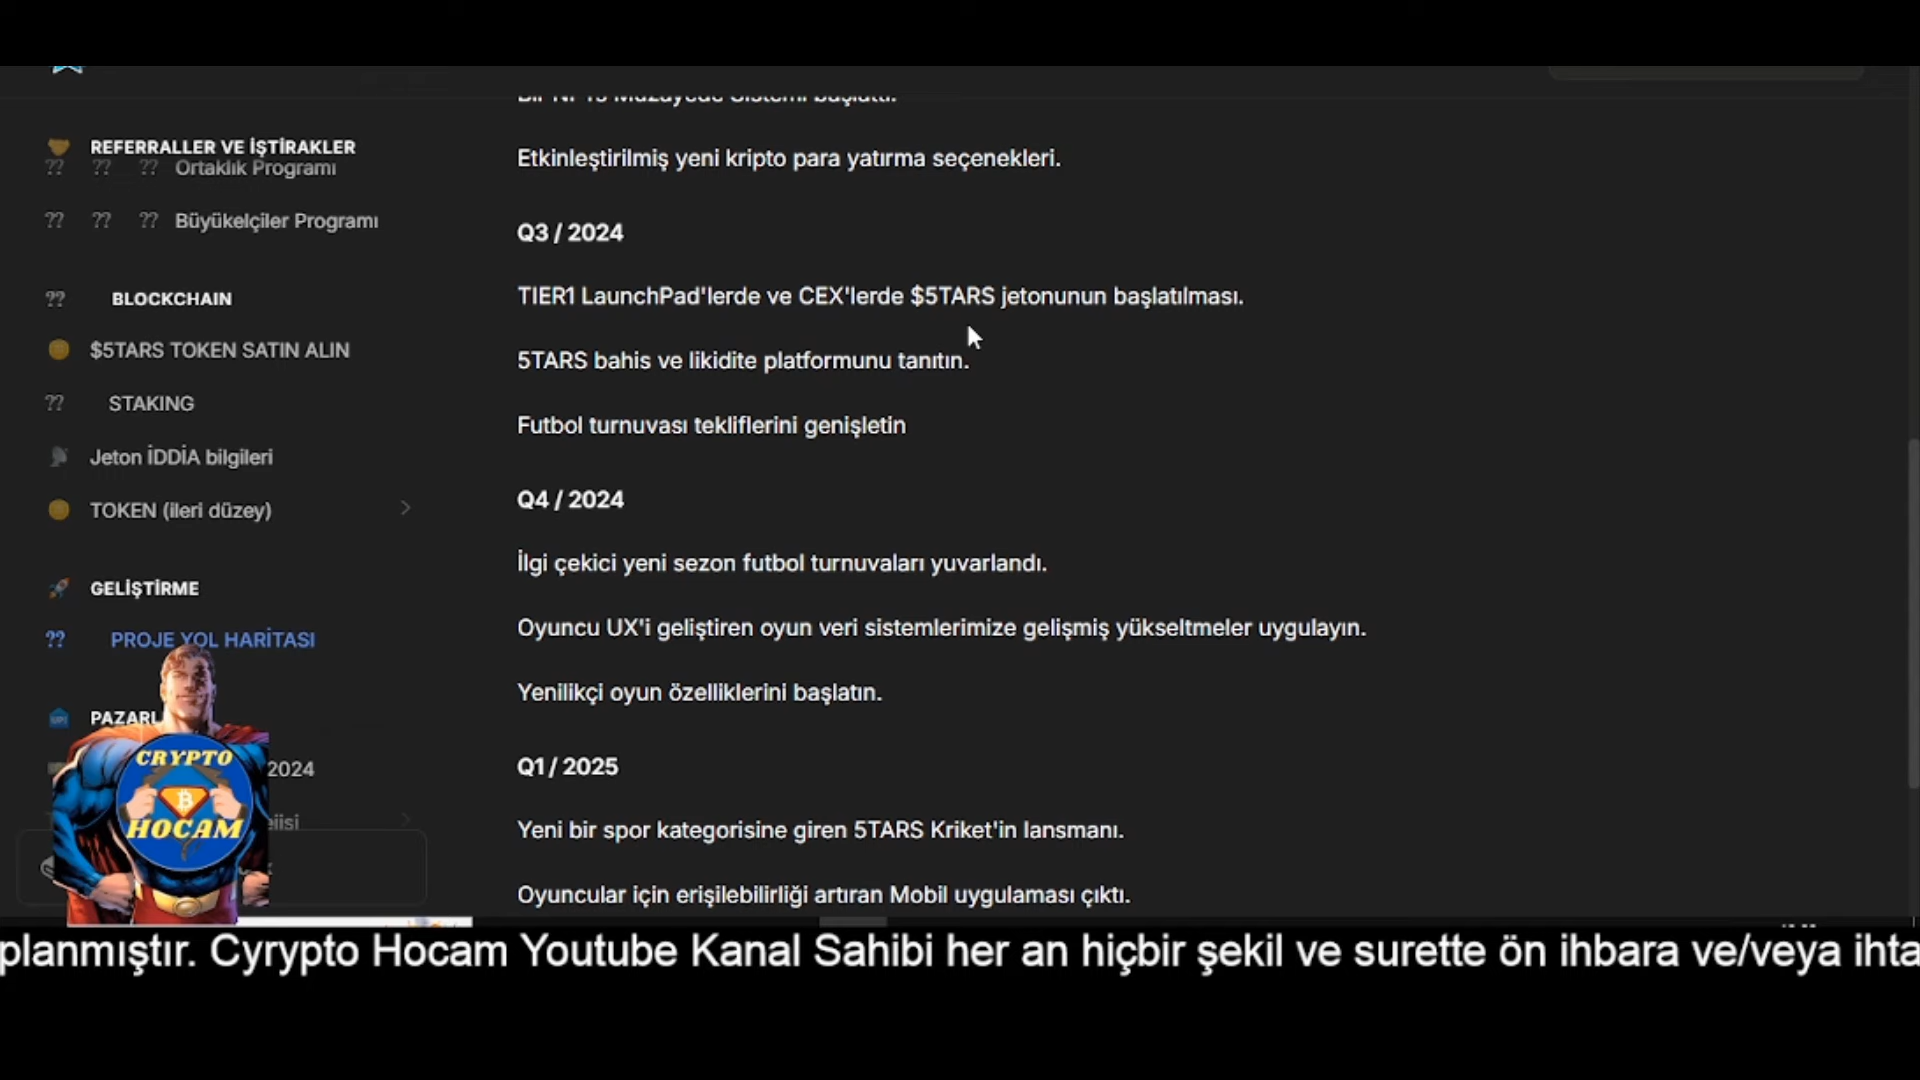 Bir NFTs Müzayede Sistemi başlattı.
REFERRALLER VE İŞTİRAKLER
?? ?? ?? Ortaklık Programı
?? ?? ?? Büyükelçiler Programı
?? BLOCKCHAIN
$5TARS TOKEN SATIN ALIN
?? STAKING
Jeton İDDİA bilgileri
TOKEN (ileri düzey)
GELİŞTİRME
?? PROJE YOL HARİTASI
2024
Etkinleştirilmiş yeni kripto para yatırma seçenekleri.
Q3 / 2024
TIER1 LaunchPad'lerde ve CEX'lerde $5TARS jetonunun başlatılması.
5TARS bahis ve likidite platformunu tanıtın.
Futbol turnuvası tekliflerini genişletin
Q4 / 2024
İlgi çekici yeni sezon futbol turnuvaları yuvarlandı.
Oyuncu UX'i geliştiren oyun veri sistemlerimize gelişmiş yükseltmeler uygulayın.
Yenilikçi oyun özelliklerini başlatın.
Q1 / 2025
Yeni bir spor kategorisine giren 5TARS Kriket'in lansmanı.
Oyuncular için erişilebilirliği artıran Mobil uygulaması çıktı.
CRYPTO
HOCAM
planmıştır. Cyrypto Hocam Youtube Kanal Sahibi her an hiçbir şekil ve surette ön ihbara ve/veya ihta